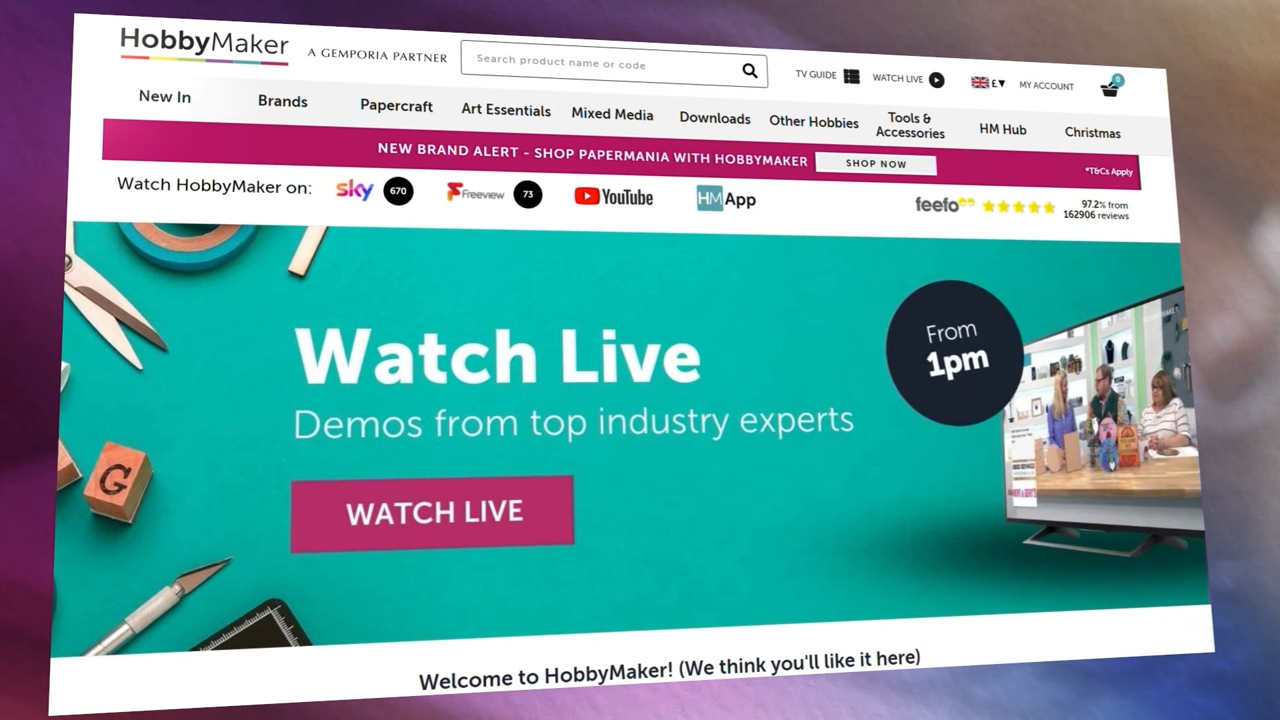 HobbyMaker
A GEMPORIA PARTNER
Search product name or code
TV GUIDE
WATCH LIVE
£
MY ACCOUNT
0
New In
Brands
Papercraft
Art Essentials
Mixed Media
Downloads
Other Hobbies
Tools &
Accessories
HM Hub
Christmas
NEW BRAND ALERT - SHOP PAPERMANIA WITH HOBBYMAKER
SHOP NOW
*T&Cs Apply
Watch HobbyMaker on:
sky
670
Freeview
73
YouTube
HM App
feefo
97.2% from
162906 reviews
Watch Live
Demos from top industry experts
WATCH LIVE
From
1pm
G
Welcome to HobbyMaker! (We think you'll like it here)